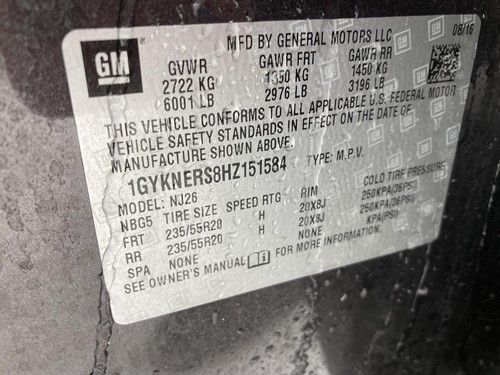 GM
MFD BY GENERAL MOTORS LLC 08/16
GVWR GAWR FRT GAWR RR
2722 KG 1350 KG 1450 KG
6001 LB 2976 LB 3196 LB
THIS VEHICLE CONFORMS TO ALL APPLICABLE U.S. FEDERAL MOTOR
VEHICLE SAFETY STANDARDS IN EFFECT ON THE DATE OF
MANUFACTURE SHOWN ABOVE.
1GYKNERS8HZ151584 TYPE: M.P.V.
MODEL: NJ26
NBG5 TIRE SIZE SPEED RTG RIM COLD TIRE PRESSURE
FRT 235/55R20 H 20X8J 250KPA(36PSI)
RR 235/55R20 H 20X8J 250KPA(36PSI)
SPA NONE NONE KPA(PSI)
SEE OWNER'S MANUAL FOR MORE INFORMATION.